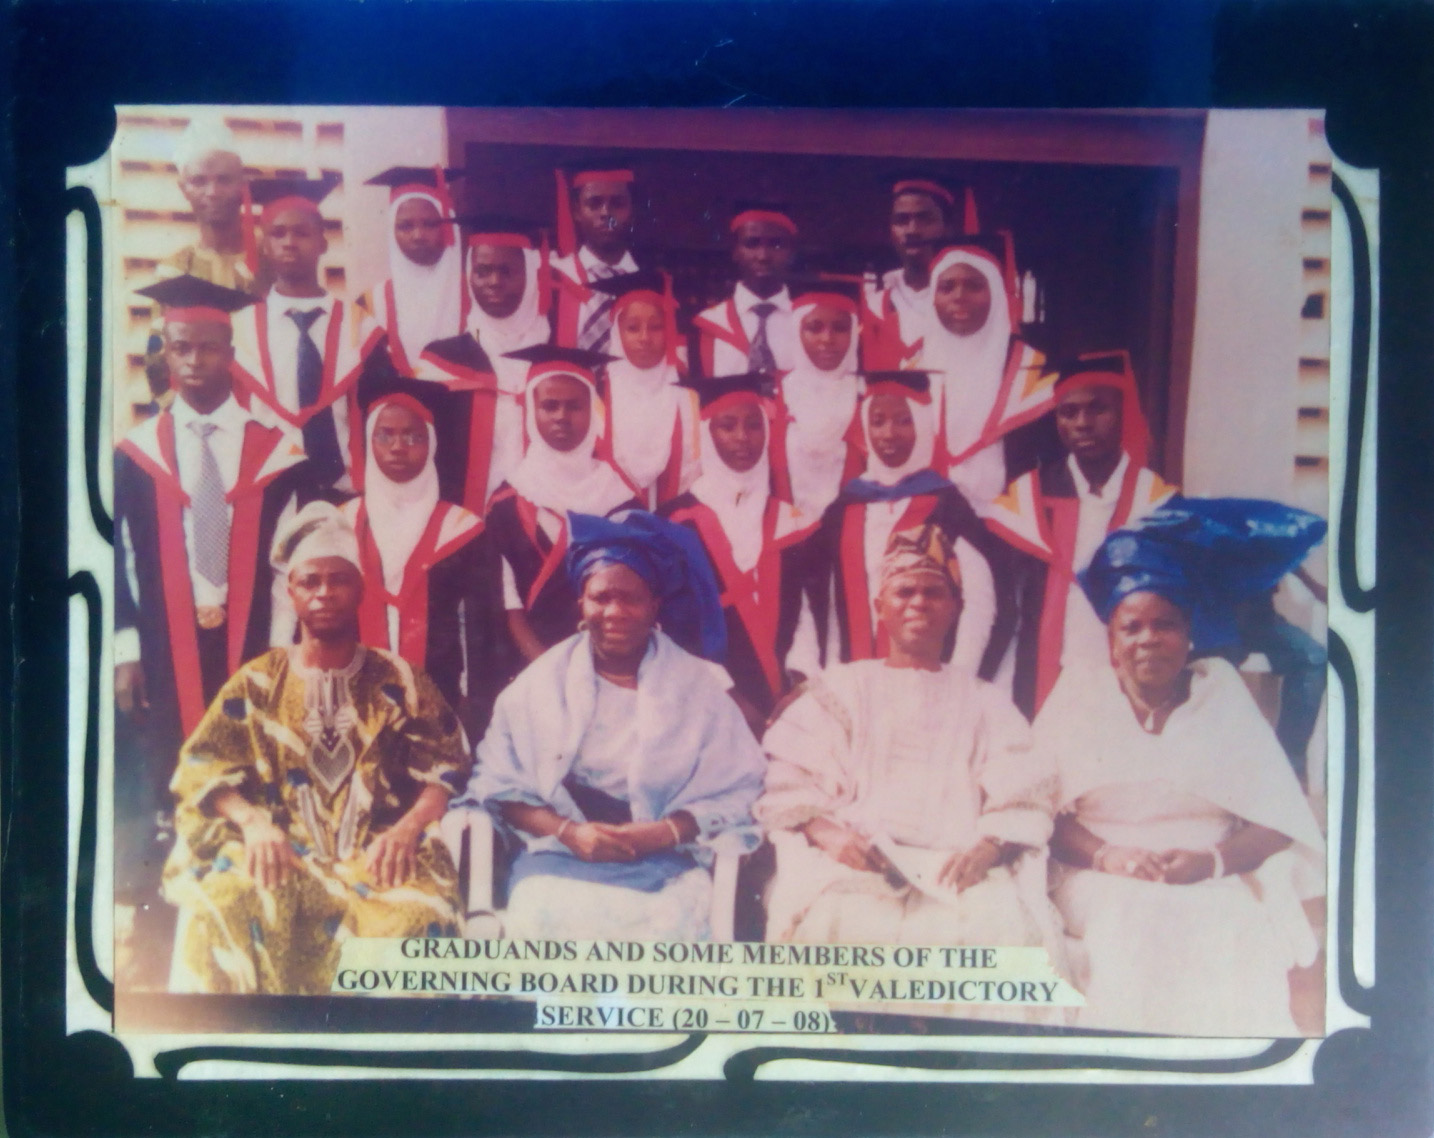 GRADUANDS AND SOME MEMBERS OF THE
GOVERNING BOARD DURING THE 1ST VALEDICTORY
SERVICE (20 – 07 – 08)